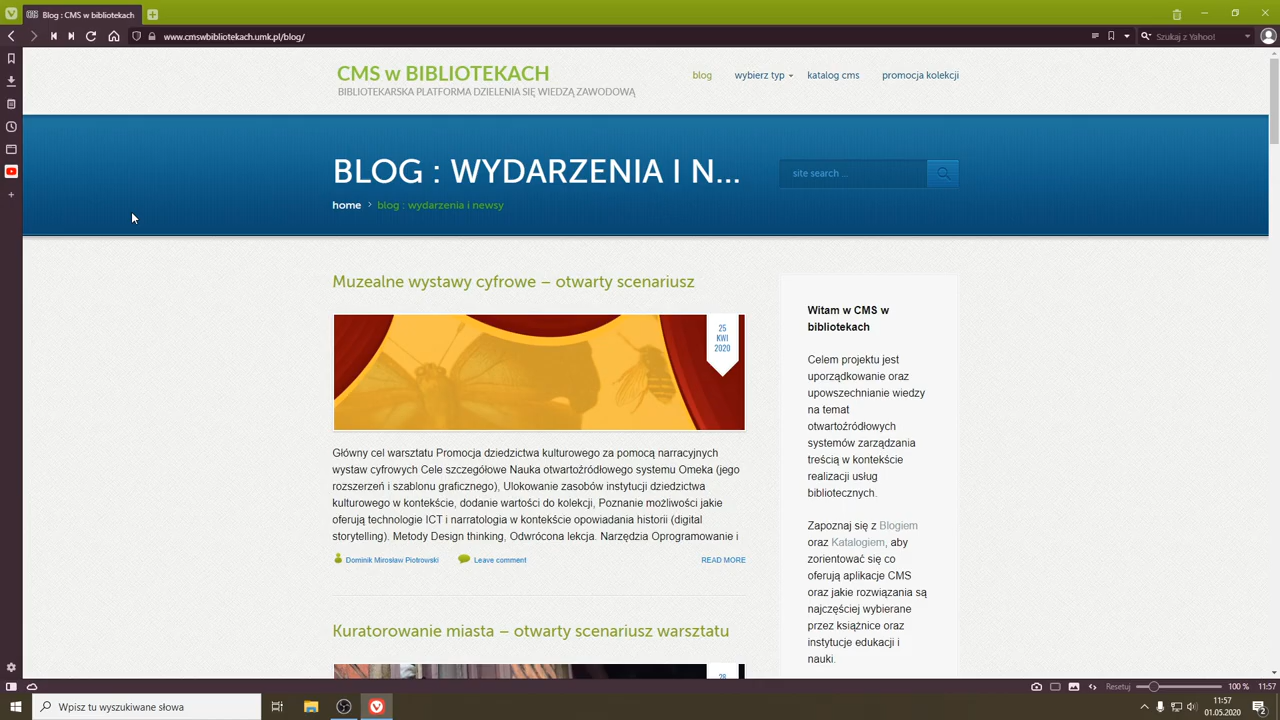 Blog : CMS w BIBLIOTEKACH
www.cmswbibliotekach.umk.pl/blog/
Szukaj z Yahoo!
CMS w BIBLIOTEKACH
BIBLIOTEKARSKA PLATFORMA DZIELENIA SIĘ WIEDZĄ ZAWODOWĄ
blog
wybierz typ
katalog cms
promocja kolekcji
BLOG : WYDARZENIA I N...
site search ...
home
blog : wydarzenia i newsy
Muzealne wystawy cyfrowe – otwarty scenariusz
25
KWI
2020
Główny cel warsztatu Promocja dziedzictwa kulturowego za pomocą narracyjnych
wystaw cyfrowych Cele szczegółowe Nauka otwartoźródłowego systemu Omeka (jego
rozszerzeń i szablonu graficznego), Ulokowanie zasobów instytucji dziedzictwa
kulturowego w kontekście, dodanie wartości do kolekcji, Poznanie możliwości jakie
oferują technologie ICT i narratologia w kontekście opowiadania historii (digital
storytelling). Metody Design thinking, Odwrócona lekcja. Narzędzia Oprogramowanie i
Dominik Mirosław Piotrowski
Leave comment
READ MORE
Kuratorowanie miasta – otwarty scenariusz warsztatu
28
Witam w CMS w
bibliotekach
Celem projektu jest
uporządkowanie oraz
upowszechnianie wiedzy
na temat
otwartoźródłowych
systemów zarządzania
treścią w kontekście
realizacji usług
bibliotecznych.
Zapoznaj się z Blogiem
oraz Katalogiem, aby
zorientować się co
oferują aplikacje CMS
oraz jakie rozwiązania są
najczęściej wybierane
przez książnice oraz
instytucje edukacji i
nauki.
Resetuj
100 %
11:57
Wpisz tu wyszukiwane słowa
11:57
01.05.2020
2